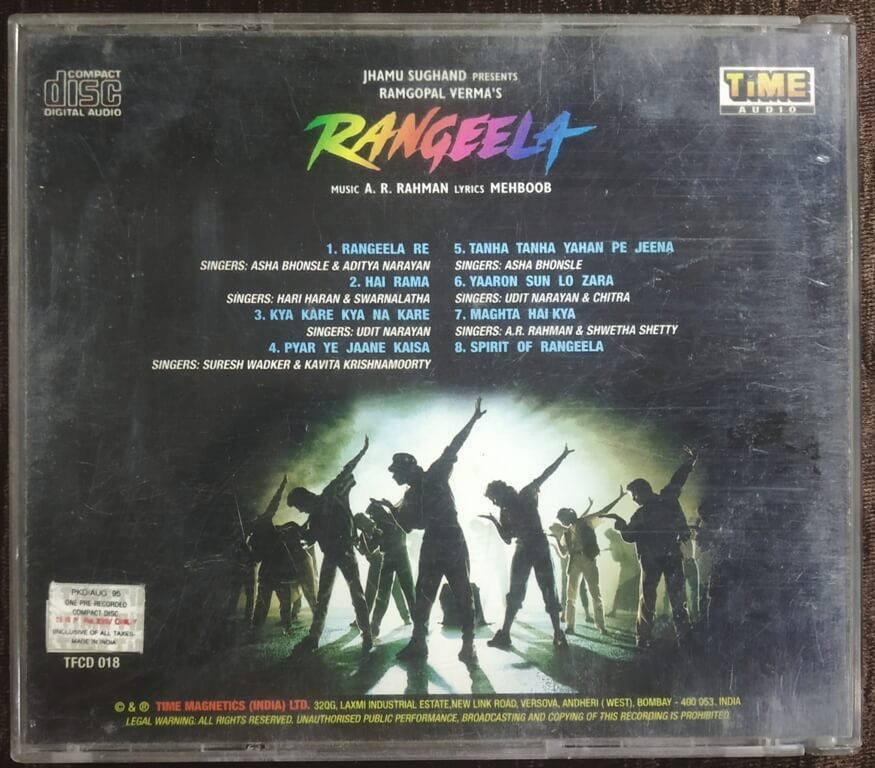 COMPACT
disc
DIGITAL AUDIO
JHAMU SUGHAND PRESENTS
RAMGOPAL VERMA'S
RANGEELA
MUSIC A. R. RAHMAN LYRICS MEHBOOB
TIME
AUDIO
1. RANGEELA RE
SINGERS: ASHA BHONSLE & ADITYA NARAYAN
2. HAI RAMA
SINGERS: HARI HARAN & SWARNALATHA
3. KYA KARE KYA NA KARE
SINGERS: UDIT NARAYAN
4. PYAR YE JAANE KAISA
SINGERS: SURESH WADKER & KAVITA KRISHNAMOORTY
5. TANHA TANHA YAHAN PE JEENA
SINGERS: ASHA BHONSLE
6. YAARON SUN LO ZARA
SINGERS: UDIT NARAYAN & CHITRA
7. MAGHTA HAI KYA
SINGERS: A.R. RAHMAN & SHWETHA SHETTY
8. SPIRIT OF RANGEELA
PKD/AUG 95
ONE PRE-RECORDED
COMPACT DISC
INCLUSIVE OF ALL TAXES
MADE IN INDIA
TFCD 018
© & ℗ TIME MAGNETICS (INDIA) LTD. 320G, LAXMI INDUSTRIAL ESTATE,NEW LINK ROAD, VERSOVA, ANDHERI (WEST), BOMBAY - 400 053. INDIA
LEGAL WARNING: ALL RIGHTS RESERVED. UNAUTHORISED PUBLIC PERFORMANCE, BROADCASTING AND COPYING OF THIS RECORDING IS PROHIBITED.